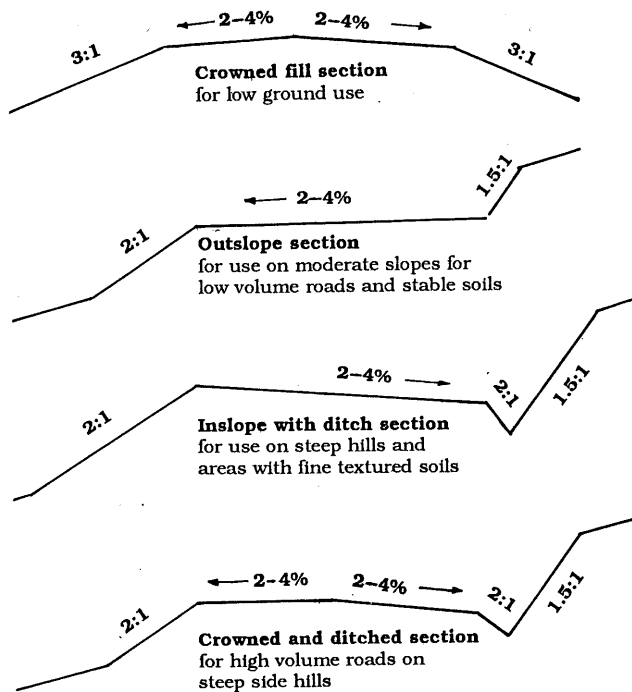 2–4% 2–4%
3:1 3:1
Crowned fill section
for low ground use
2–4%
1.5:1
2:1
Outslope section
for use on moderate slopes for
low volume roads and stable soils
2–4%
2:1 2:1 1.5:1
Inslope with ditch section
for use on steep hills and
areas with fine textured soils
2–4% 2–4%
2:1 2:1 1.5:1
Crowned and ditched section
for high volume roads on
steep side hills